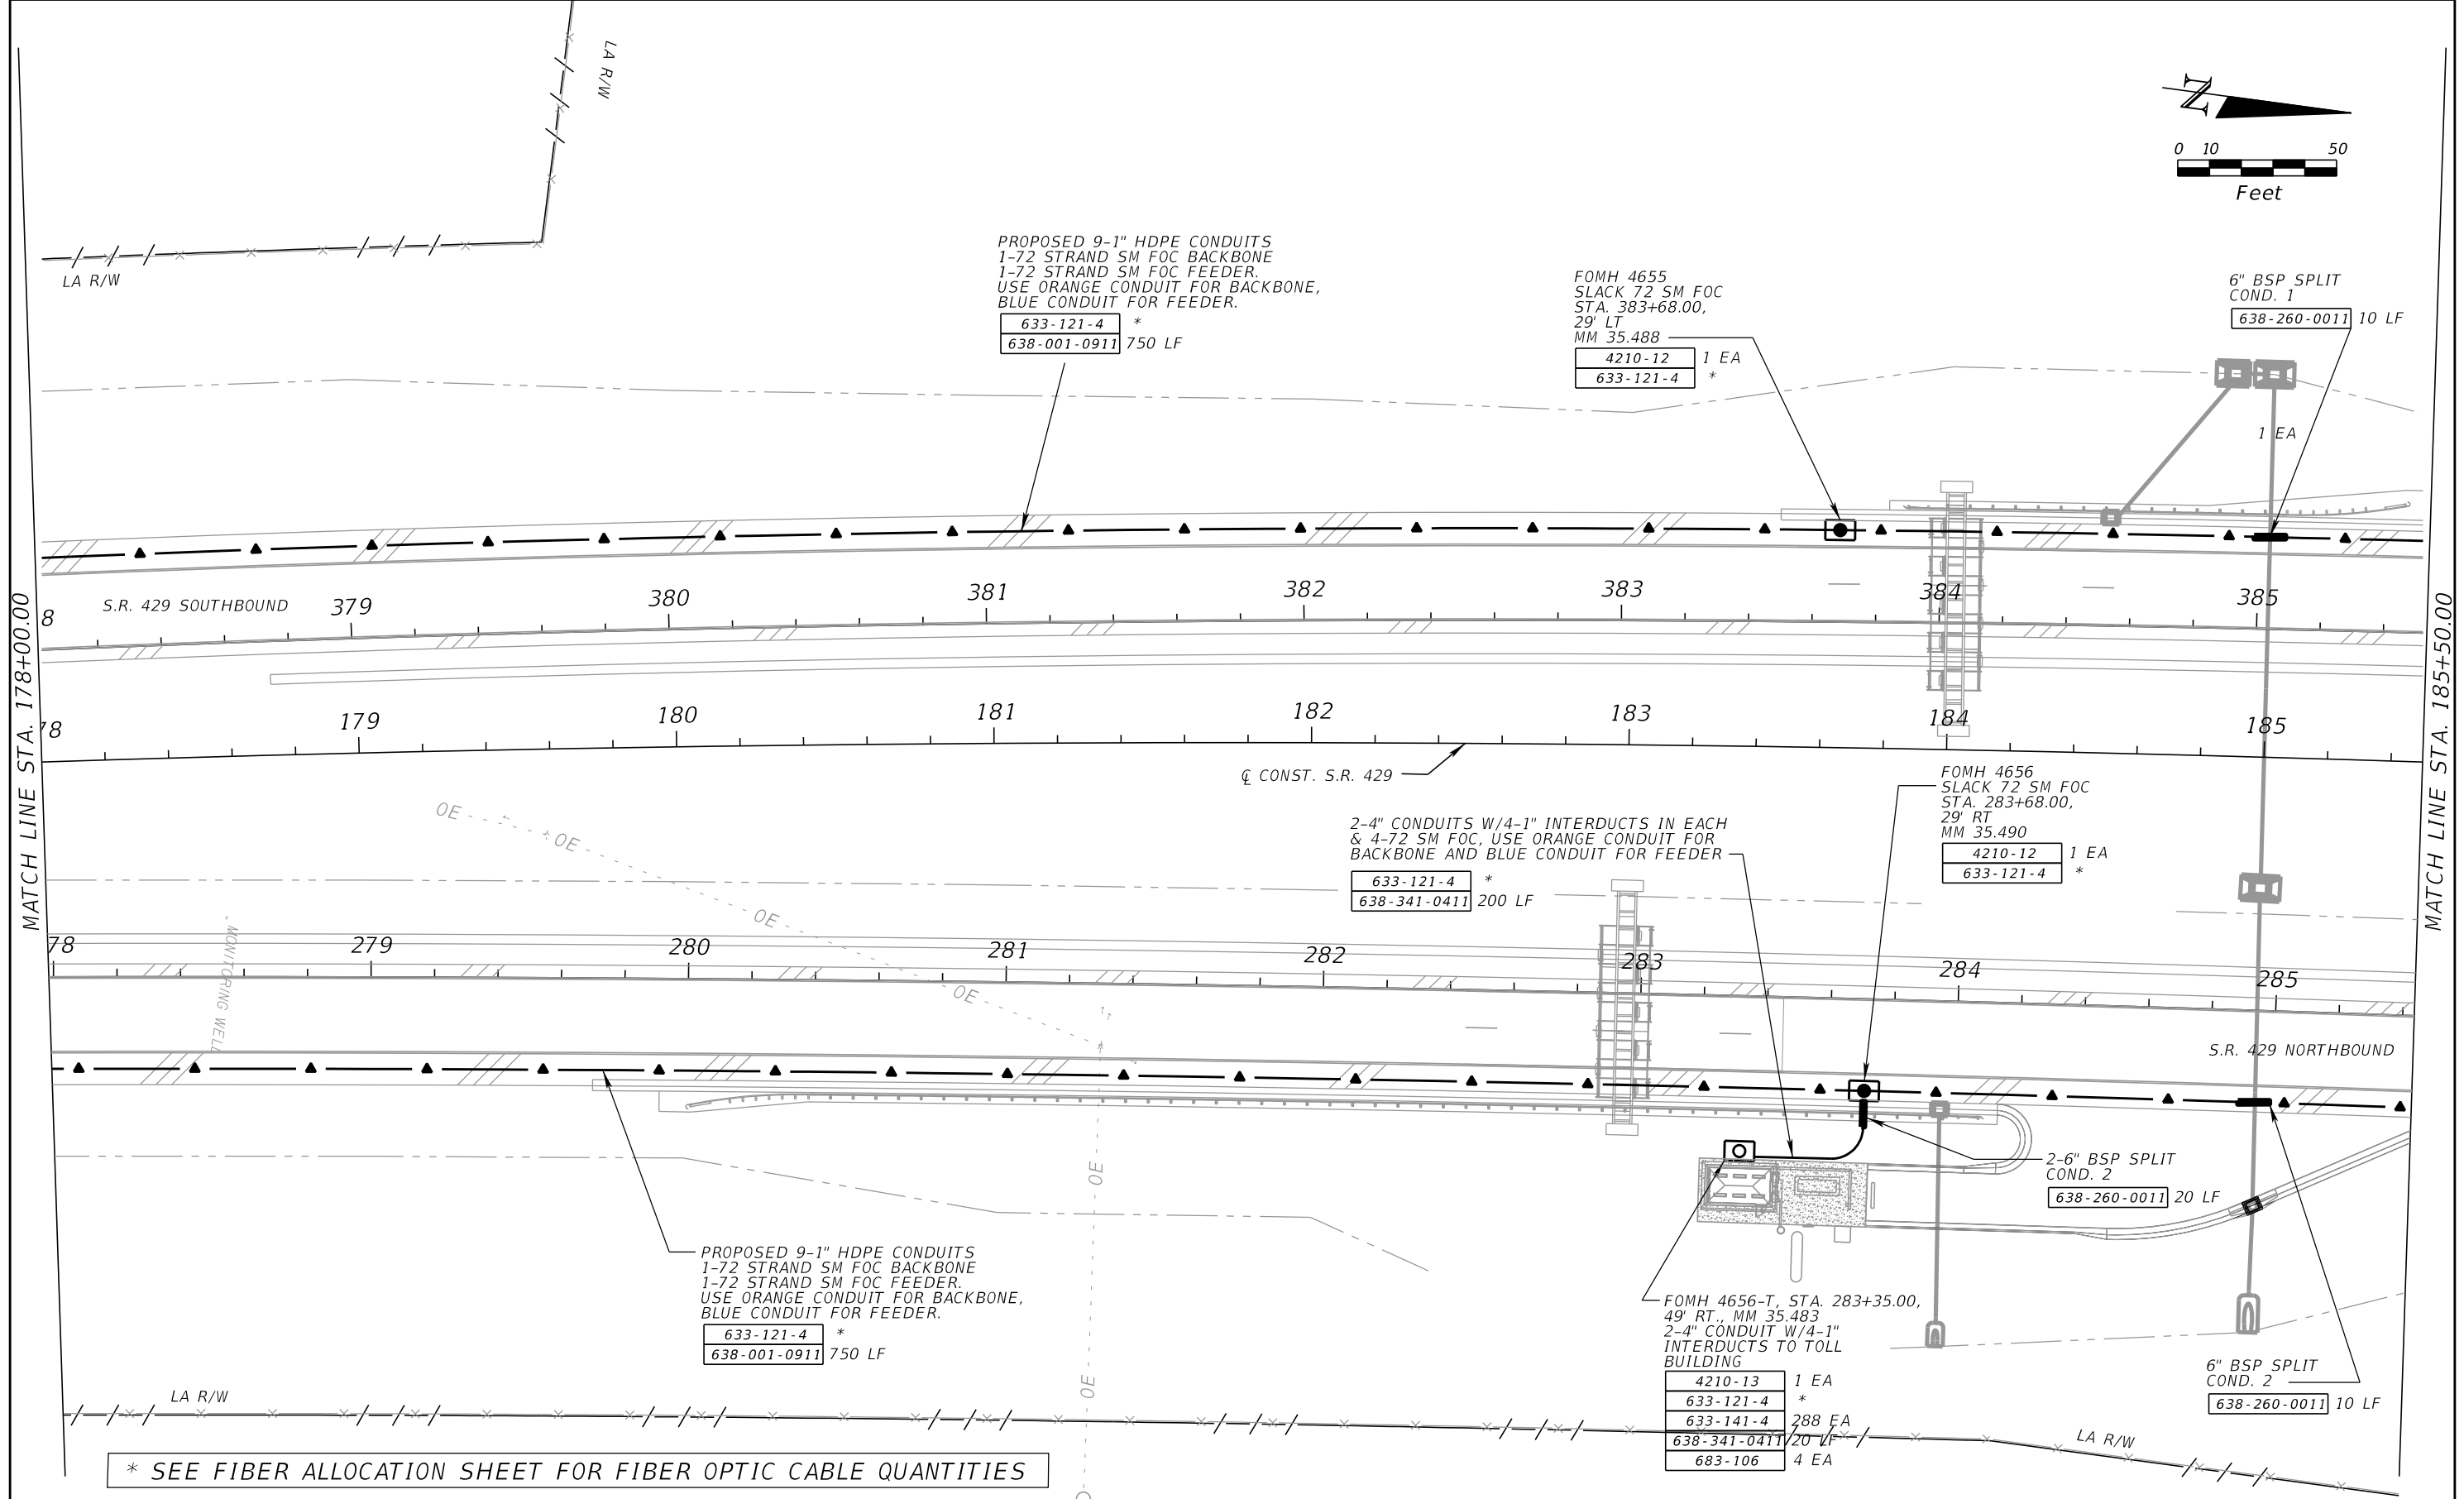 LA R/W
LA R/W
N
0 10 50
Feet
PROPOSED 9-1" HDPE CONDUITS
1-72 STRAND SM FOC BACKBONE
1-72 STRAND SM FOC FEEDER.
USE ORANGE CONDUIT FOR BACKBONE,
BLUE CONDUIT FOR FEEDER.
633-121-4 *
638-001-0911 750 LF
FOMH 4655
SLACK 72 SM FOC
STA. 383+68.00,
29' LT
MM 35.488
4210-12 1 EA
633-121-4 *
6" BSP SPLIT
COND. 1
638-260-0011 10 LF
1 EA
MATCH LINE STA. 178+00.00
MATCH LINE STA. 185+50.00
S.R. 429 SOUTHBOUND
8 379 380 381 382 383 384 385
78 179 180 181 182 183 184 185
℄ CONST. S.R. 429
FOMH 4656
SLACK 72 SM FOC
STA. 283+68.00,
29' RT
MM 35.490
4210-12 1 EA
633-121-4 *
2-4" CONDUITS W/4-1" INTERDUCTS IN EACH
& 4-72 SM FOC, USE ORANGE CONDUIT FOR
BACKBONE AND BLUE CONDUIT FOR FEEDER
633-121-4 *
638-341-0411 200 LF
OE
OE
OE
OE
OE
OE
MONITORING WELL
78 279 280 281 282 283 284 285
S.R. 429 NORTHBOUND
2-6" BSP SPLIT
COND. 2
638-260-0011 20 LF
PROPOSED 9-1" HDPE CONDUITS
1-72 STRAND SM FOC BACKBONE
1-72 STRAND SM FOC FEEDER.
USE ORANGE CONDUIT FOR BACKBONE,
BLUE CONDUIT FOR FEEDER.
633-121-4 *
638-001-0911 750 LF
FOMH 4656-T, STA. 283+35.00,
49' RT., MM 35.483
2-4" CONDUIT W/4-1"
INTERDUCTS TO TOLL
BUILDING
4210-13 1 EA
633-121-4 *
633-141-4 288 EA
638-341-0411 20 LF
683-106 4 EA
6" BSP SPLIT
COND. 2
638-260-0011 10 LF
LA R/W
LA R/W
* SEE FIBER ALLOCATION SHEET FOR FIBER OPTIC CABLE QUANTITIES